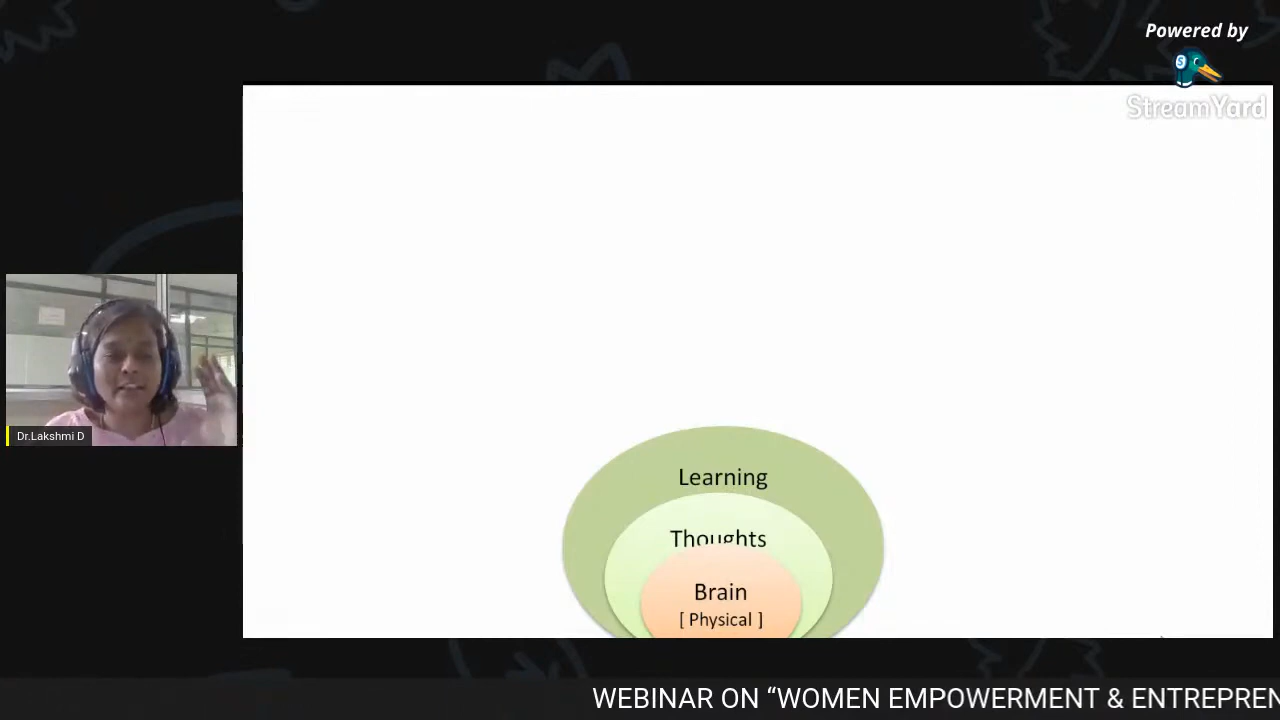 Powered by
StreamYard
Learning
Thoughts
Brain
[ Physical ]
Dr.Lakshmi D
WEBINAR ON “WOMEN EMPOWERMENT & ENTREPREN